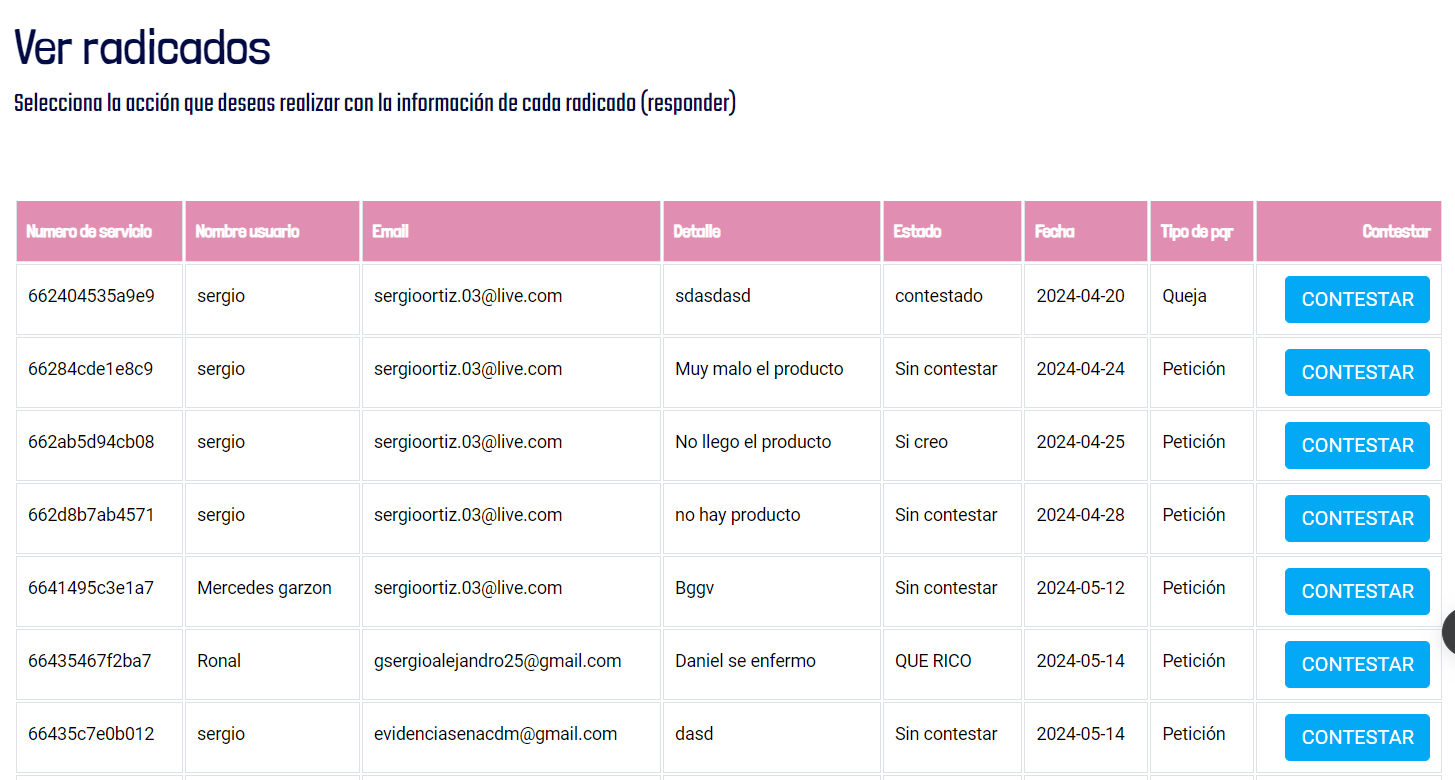 Ver radicados
Selecciona la acción que deseas realizar con la información de cada radicado (responder)
Numero de servicio Nombre usuario Email Detalle Estado Fecha Tipo de pqr Contestar
662404535a9e9 sergio sergioortiz.03@live.com sdasdasd contestado 2024-04-20 Queja CONTESTAR
66284cde1e8c9 sergio sergioortiz.03@live.com Muy malo el producto Sin contestar 2024-04-24 Petición CONTESTAR
662ab5d94cb08 sergio sergioortiz.03@live.com No llego el producto Si creo 2024-04-25 Petición CONTESTAR
662d8b7ab4571 sergio sergioortiz.03@live.com no hay producto Sin contestar 2024-04-28 Petición CONTESTAR
6641495c3e1a7 Mercedes garzon sergioortiz.03@live.com Bggv Sin contestar 2024-05-12 Petición CONTESTAR
66435467f2ba7 Ronal gsergioalejandro25@gmail.com Daniel se enfermo QUE RICO 2024-05-14 Petición CONTESTAR
66435c7e0b012 sergio evidenciasenacdm@gmail.com dasd Sin contestar 2024-05-14 Petición CONTESTAR